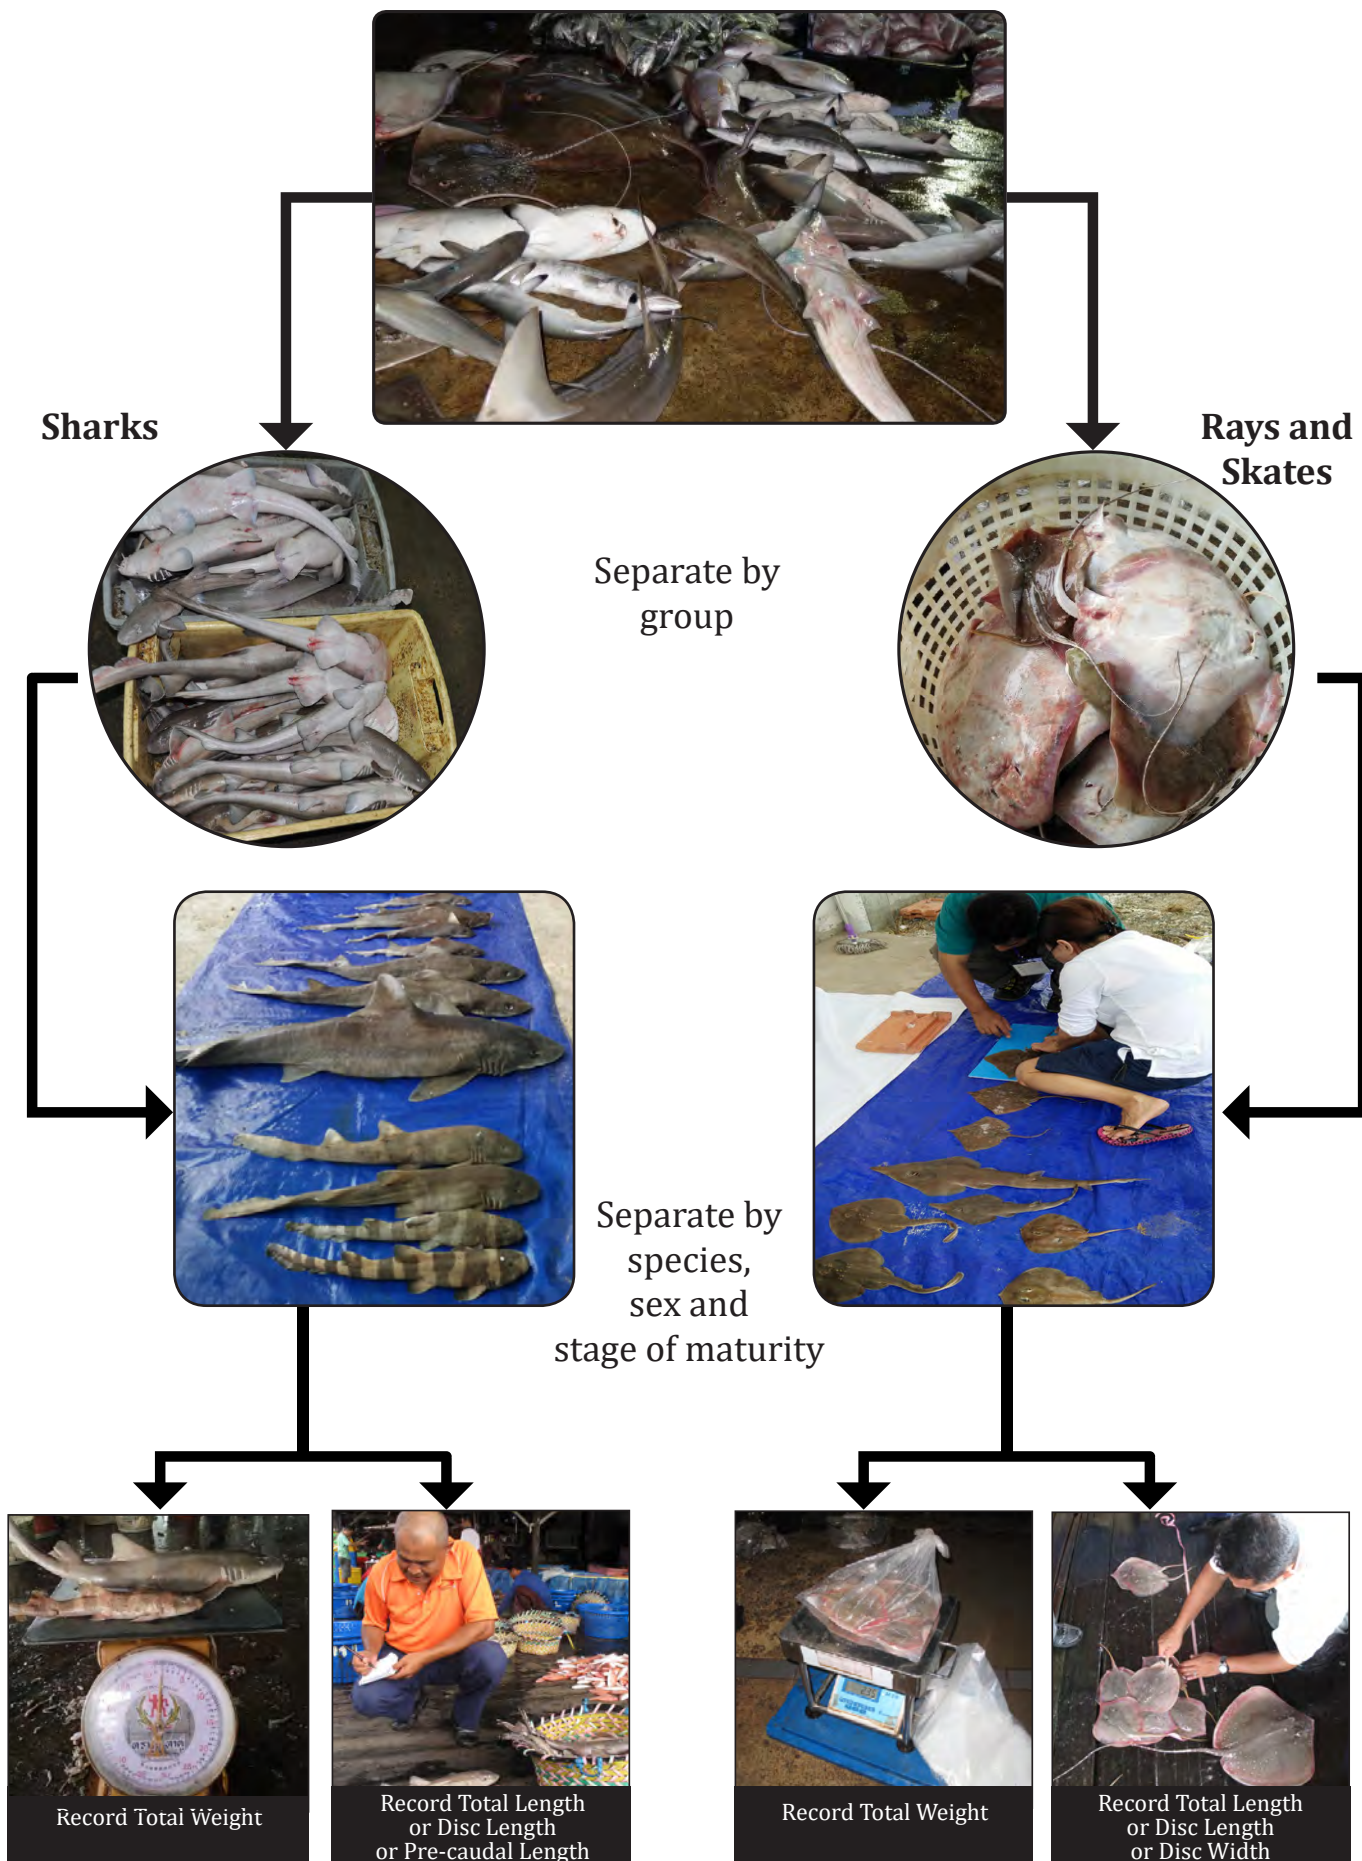 Sharks
Rays and
Skates
Separate by
group
Separate by
species,
sex and
stage of maturity
Record Total Weight
Record Total Length
or Disc Length
or Pre-caudal Length
Record Total Weight
Record Total Length
or Disc Length
or Disc Width